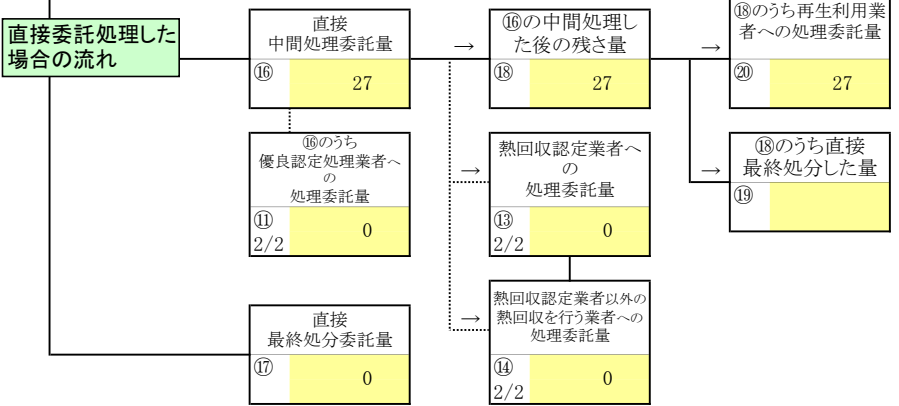 直接委託処理した
場合の流れ
直接
中間処理委託量
⑯
27
→
⑯の中間処理し
た後の残さ量
⑱
27
→
⑱のうち再生利用業
者への処理委託量
⑳
27
⑯のうち
優良認定処理業者へ
の
処理委託量
⑪
2/2
0
→
熱回収認定業者へ
の
処理委託量
⑬
2/2
0
→
⑱のうち直接
最終処分した量
⑲
直接
最終処分委託量
⑰
0
→
熱回収認定業者以外の
熱回収を行う業者への
処理委託量
⑭
2/2
0